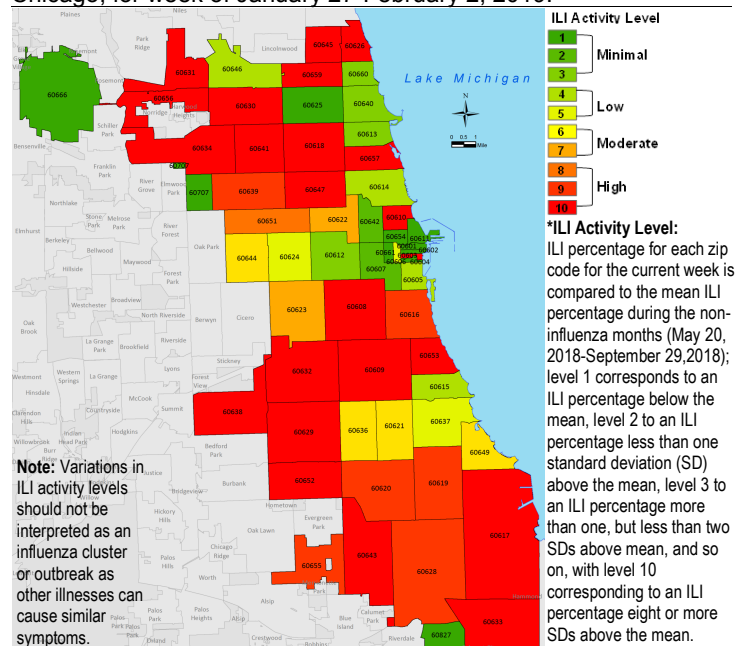 ILI Activity Level
1
2
3
Minimal
4
5
Low
6
7
Moderate
8
9
10
High
*ILI Activity Level:
ILI percentage for each zip
code for the current week is
compared to the mean ILI
percentage during the non-
influenza months (May 20,
2018-September 29,2018);
level 1 corresponds to an
ILI percentage below the
mean, level 2 to an ILI
percentage less than one
standard deviation (SD)
above the mean, level 3 to
an ILI percentage more
than one, but less than two
SDs above mean, and so
on, with level 10
corresponding to an ILI
percentage eight or more
SDs above the mean.
Note: Variations in
ILI activity levels
should not be
interpreted as an
influenza cluster
or outbreak as
other illnesses can
cause similar
symptoms.
Lake Michigan
N
0 0.5 1
Mile
Niles
Park
Ridge
Lincolnwood
60645
60631
60646
60659
60660
60666
60656
Norridge
60630
60625
60640
Schiller
Park
60613
Bensenville
60634
60641
60618
60657
Franklin
Park
60707
River
Grove
Elmwood
Park
60707
60639
60647
60614
Northlake
60651
60622
60642
60610
Stone
Park
Melrose
Park
River
Forest
60654
60611
Elmhurst
Berkeley
Bellwood
Oak Park
60644
60624
60612
60661
60601
60602
60604
60607
60605
Hillside
Maywood
Forest
Park
Westchester
Broadview
North Riverside
Berwyn
Cicero
60623
60608
60616
Oak
Brook
La Grange
Park
Brookfield
Riverside
Stickney
60653
Westmont
Western
Springs
La Grange
Lyons
Forest
View
60632
60609
60615
Hinsdale
McCook
Summit
60638
Clarendon
Hills
Countryside
Hodgkins
60629
60636
60621
60637
Willowbrook
Indian
Head Park
Bedford
Park
60649
Burr
Ridge
Justice
Bridgeview
Burbank
60652
60620
60619
Hometown
Hickory
Hills
Oak Lawn
Evergreen
Park
60617
Palos
Hills
Chicago
Ridge
60655
60643
60628
Worth
Alsip
Palos
Park
Palos
Heights
Blue
Island
Calumet
Park
60633
Orland
Crestwood
Robbins
Riverdale
60827